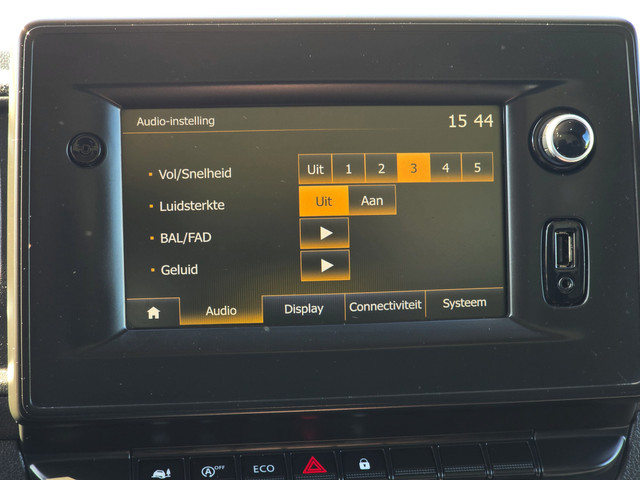 Audio-instelling 15 44
Vol/Snelheid Uit 1 2 3 4 5
Luidsterkte Uit Aan
BAL/FAD
Geluid
Audio Display Connectiviteit Systeem
OFF ECO